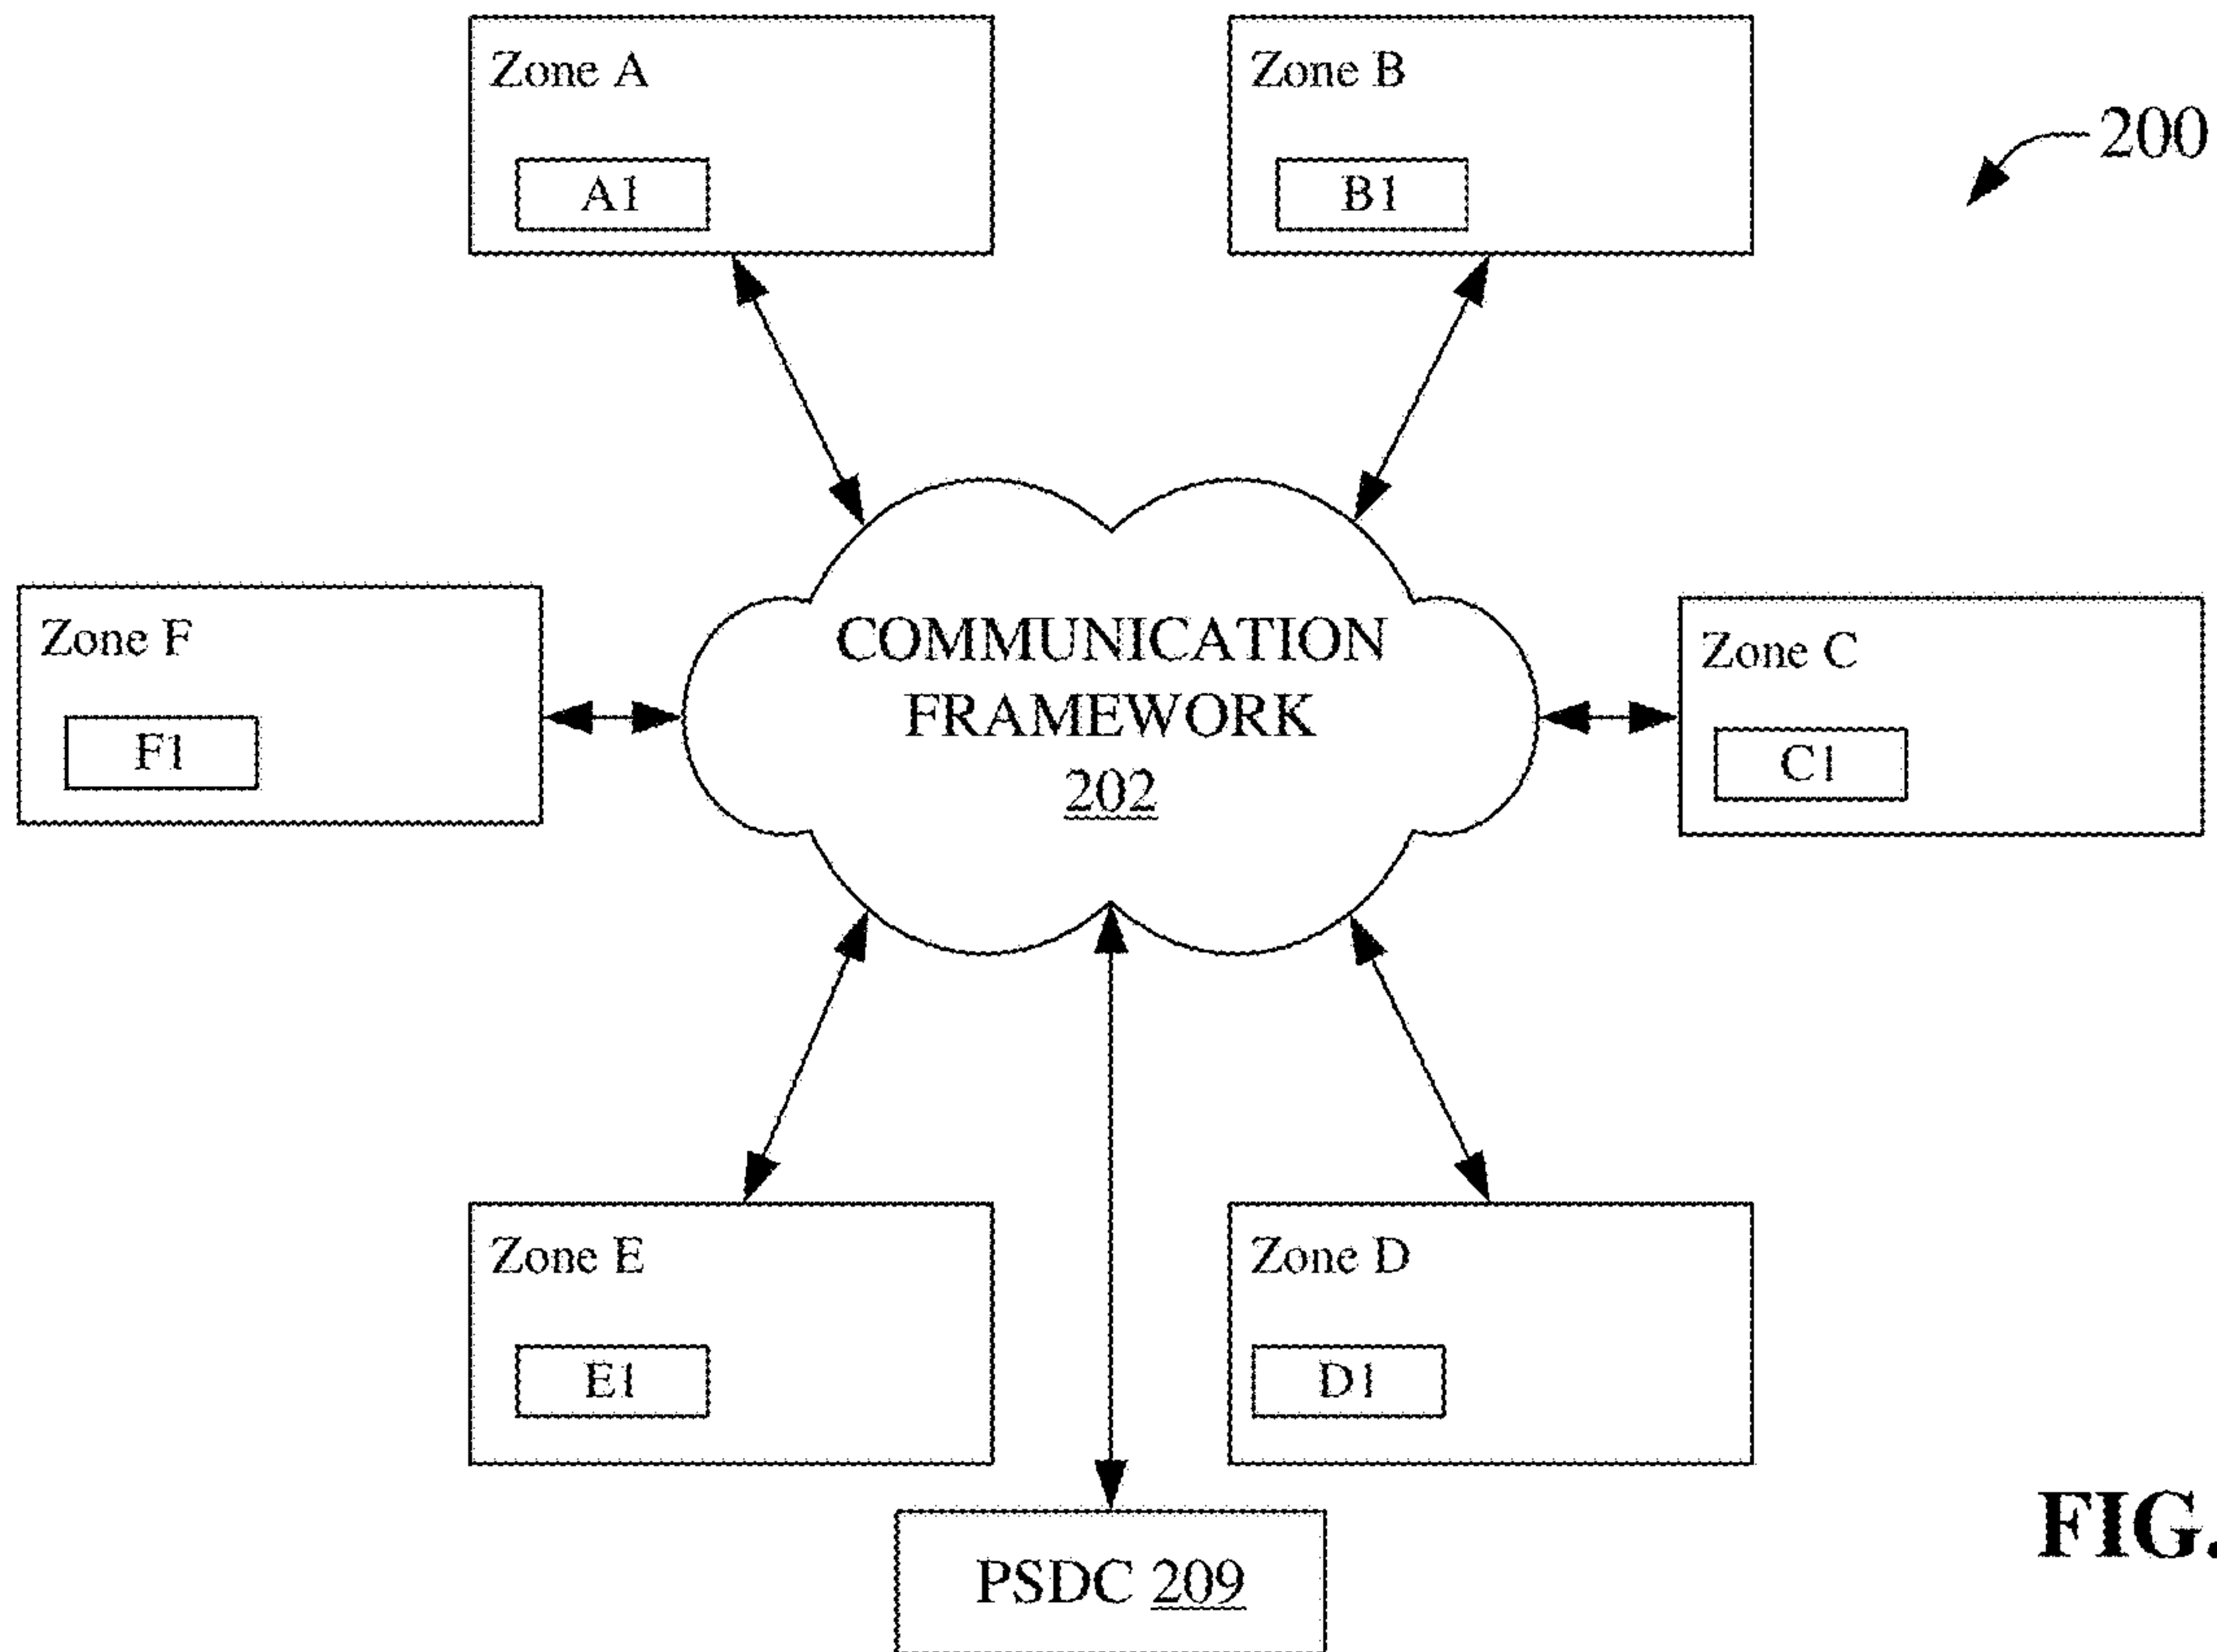 Zone A
A1
Zone B
B1
200
Zone F
F1
COMMUNICATION
FRAMEWORK
202
Zone C
C1
Zone E
E1
Zone D
D1
PSDC 209
FIG.